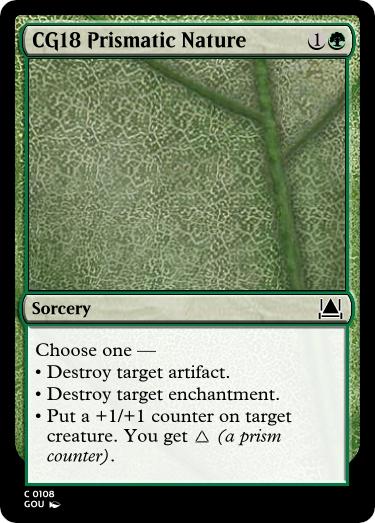 CG18 Prismatic Nature 1
Sorcery
Choose one —
• Destroy target artifact.
• Destroy target enchantment.
• Put a +1/+1 counter on target
creature. You get △ (a prism
counter).
C 0108
GOU